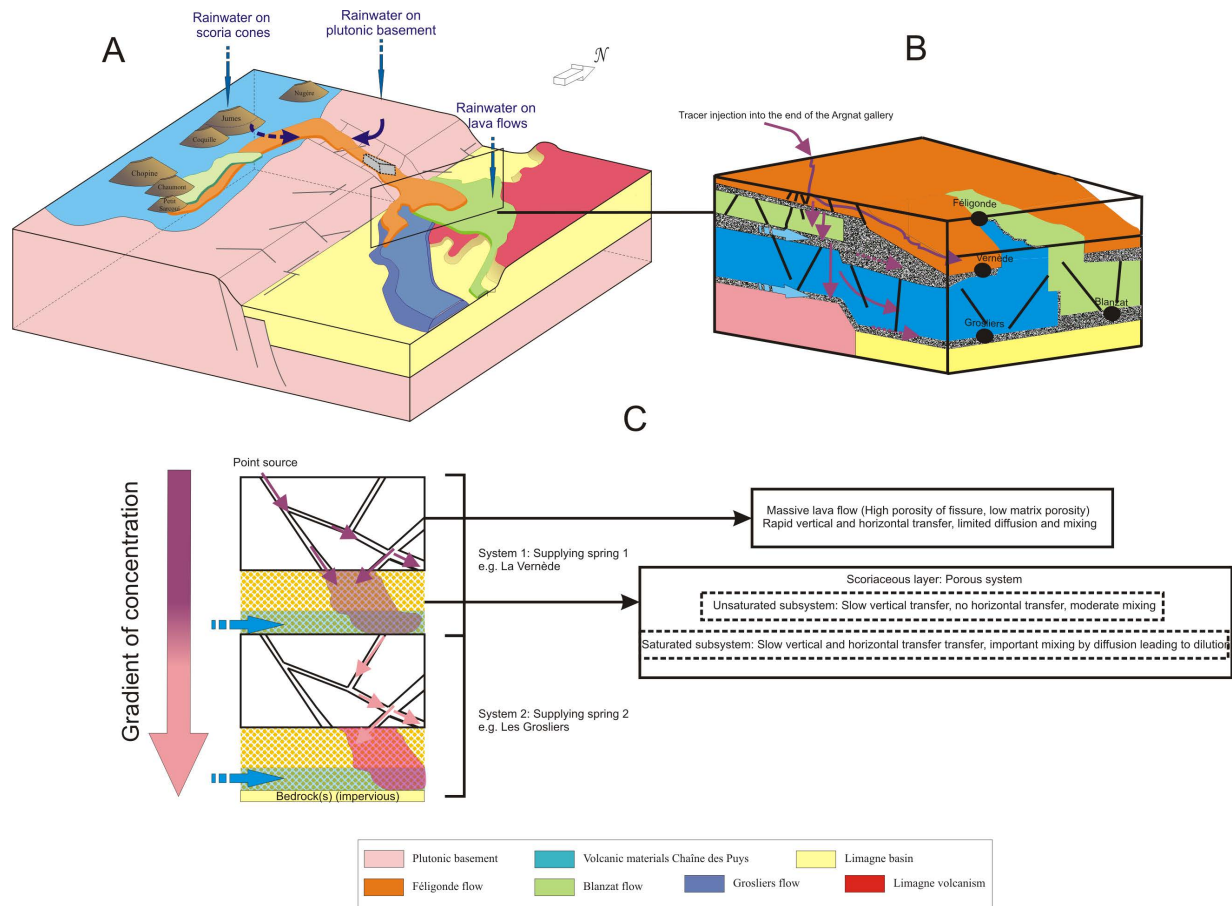 A
Rainwater on
scoria cones
Rainwater on
plutonic basement
N
Rainwater on
lava flows
Nugère
Jumes
Coquille
Chopine
Chaumont
Petit
Sarcoui
B
Tracer injection into the end of the Argnat gallery
Féligonde
Vernède
Blanzat
Grosliers
C
Gradient of concentration
Point source
System 1: Supplying spring 1
e.g. La Vernède
System 2: Supplying spring 2
e.g. Les Grosliers
Bedrock(s) (impervious)
Massive lava flow (High porosity of fissure, low matrix porosity)
Rapid vertical and horizontal transfer, limited diffusion and mixing
Scoriaceous layer: Porous system
Unsaturated subsystem: Slow vertical transfer, no horizontal transfer, moderate mixing
Saturated subsystem: Slow vertical and horizontal transfer transfer, important mixing by diffusion leading to dilution
Plutonic basement
Volcanic materials Chaîne des Puys
Limagne basin
Féligonde flow
Blanzat flow
Grosliers flow
Limagne volcanism